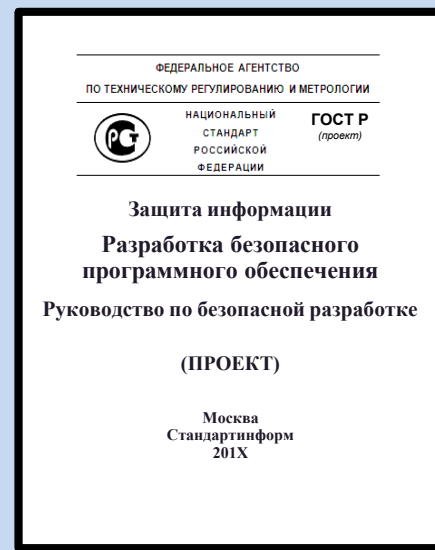 ФЕДЕРАЛЬНОЕ АГЕНТСТВО
ПО ТЕХНИЧЕСКОМУ РЕГУЛИРОВАНИЮ И МЕТРОЛОГИИ
НАЦИОНАЛЬНЫЙ
СТАНДАРТ
РОССИЙСКОЙ
ФЕДЕРАЦИИ
ГОСТ Р
(проект)
Защита информации
Разработка безопасного
программного обеспечения
Руководство по безопасной разработке
(ПРОЕКТ)
Москва
Стандартинформ
201X